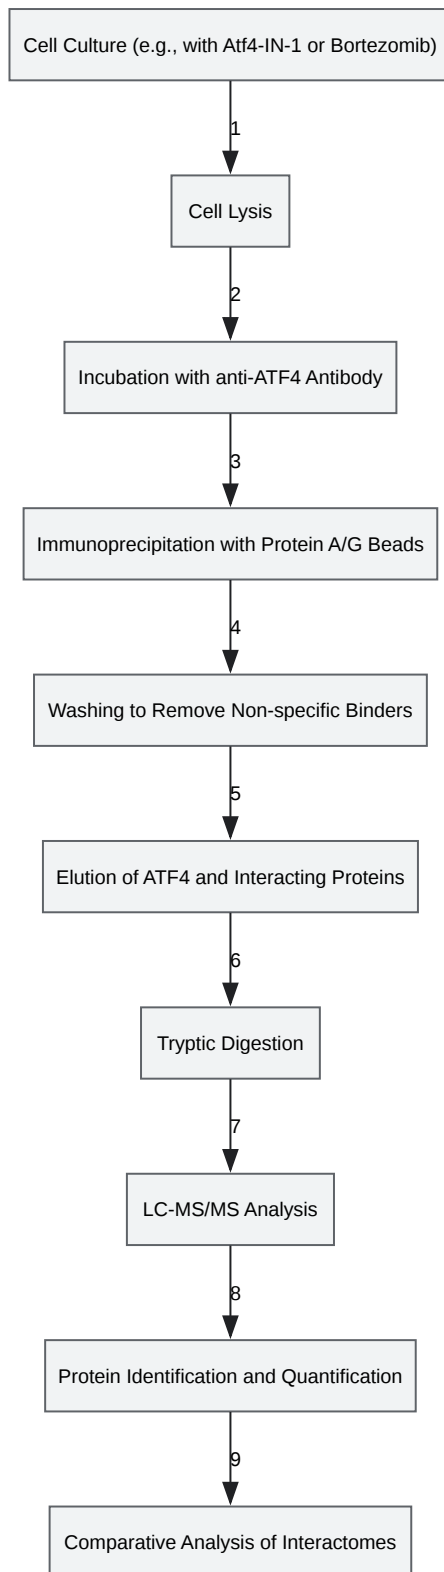 Cell Culture (e.g., with Atf4-IN-1 or Bortezomib)
1
Cell Lysis
2
Incubation with anti-ATF4 Antibody
3
Immunoprecipitation with Protein A/G Beads
4
Washing to Remove Non-specific Binders
5
Elution of ATF4 and Interacting Proteins
6
Tryptic Digestion
7
LC-MS/MS Analysis
8
Protein Identification and Quantification
9
Comparative Analysis of Interactomes